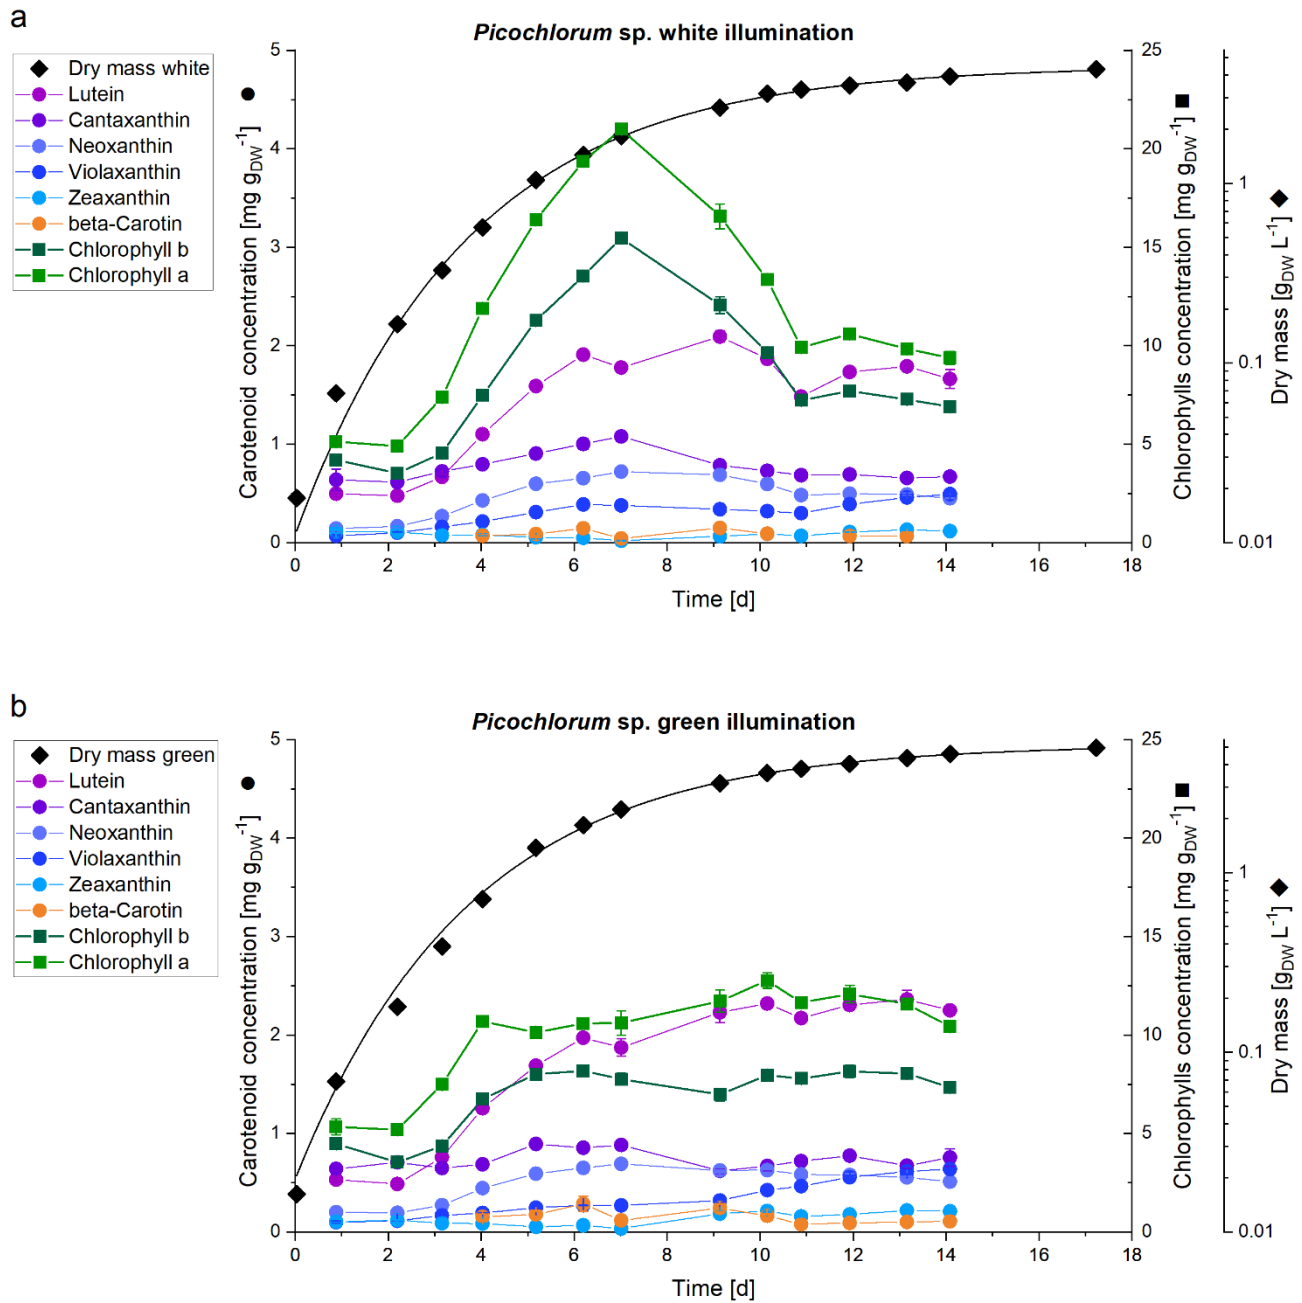 a
Picochlorum sp. white illumination
Dry mass white
Lutein
Cantaxanthin
Neoxanthin
Violaxanthin
Zeaxanthin
beta-Carotin
Chlorophyll b
Chlorophyll a
Carotenoid concentration [mg gDW-1]
5
4
3
2
1
0
25
20
15
10
5
0
Chlorophylls concentration [mg gDW-1]
1
0.1
0.01
Dry mass [gDW L-1]
0 2 4 6 8 10 12 14 16 18
Time [d]
b
Picochlorum sp. green illumination
Dry mass green
Lutein
Cantaxanthin
Neoxanthin
Violaxanthin
Zeaxanthin
beta-Carotin
Chlorophyll b
Chlorophyll a
Carotenoid concentration [mg gDW-1]
5
4
3
2
1
0
25
20
15
10
5
0
Chlorophylls concentration [mg gDW-1]
1
0.1
0.01
Dry mass [gDW L-1]
0 2 4 6 8 10 12 14 16 18
Time [d]